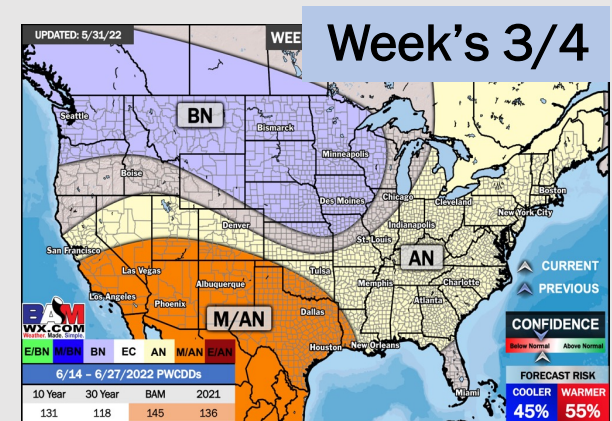 Week's 3/4
UPDATED: 5/31/22
WEE
Seattle
BN
Bismarck
Minneapolis
Boise
Des Moines
Chicago
Cleveland
Boston
New York City
Denver
Indianapolis
San Francisco
St. Louis
AN
Las Vegas
Tulsa
CURRENT
Los Angeles
Albuquerque
Memphis
Charlotte
PREVIOUS
Phoenix
Atlanta
BAM
WX.COM
Weather. Made. Simple.
M/AN
Dallas
CONFIDENCE
Below Normal
Above Normal
Houston
New Orleans
E/BN M/BN BN EC AN M/AN E/AN
6/14 – 6/27/2022 PWCDDs
FORECAST RISK
Miami
COOLER WARMER
10 Year 30 Year BAM 2021
45% 55%
131 118 145 136